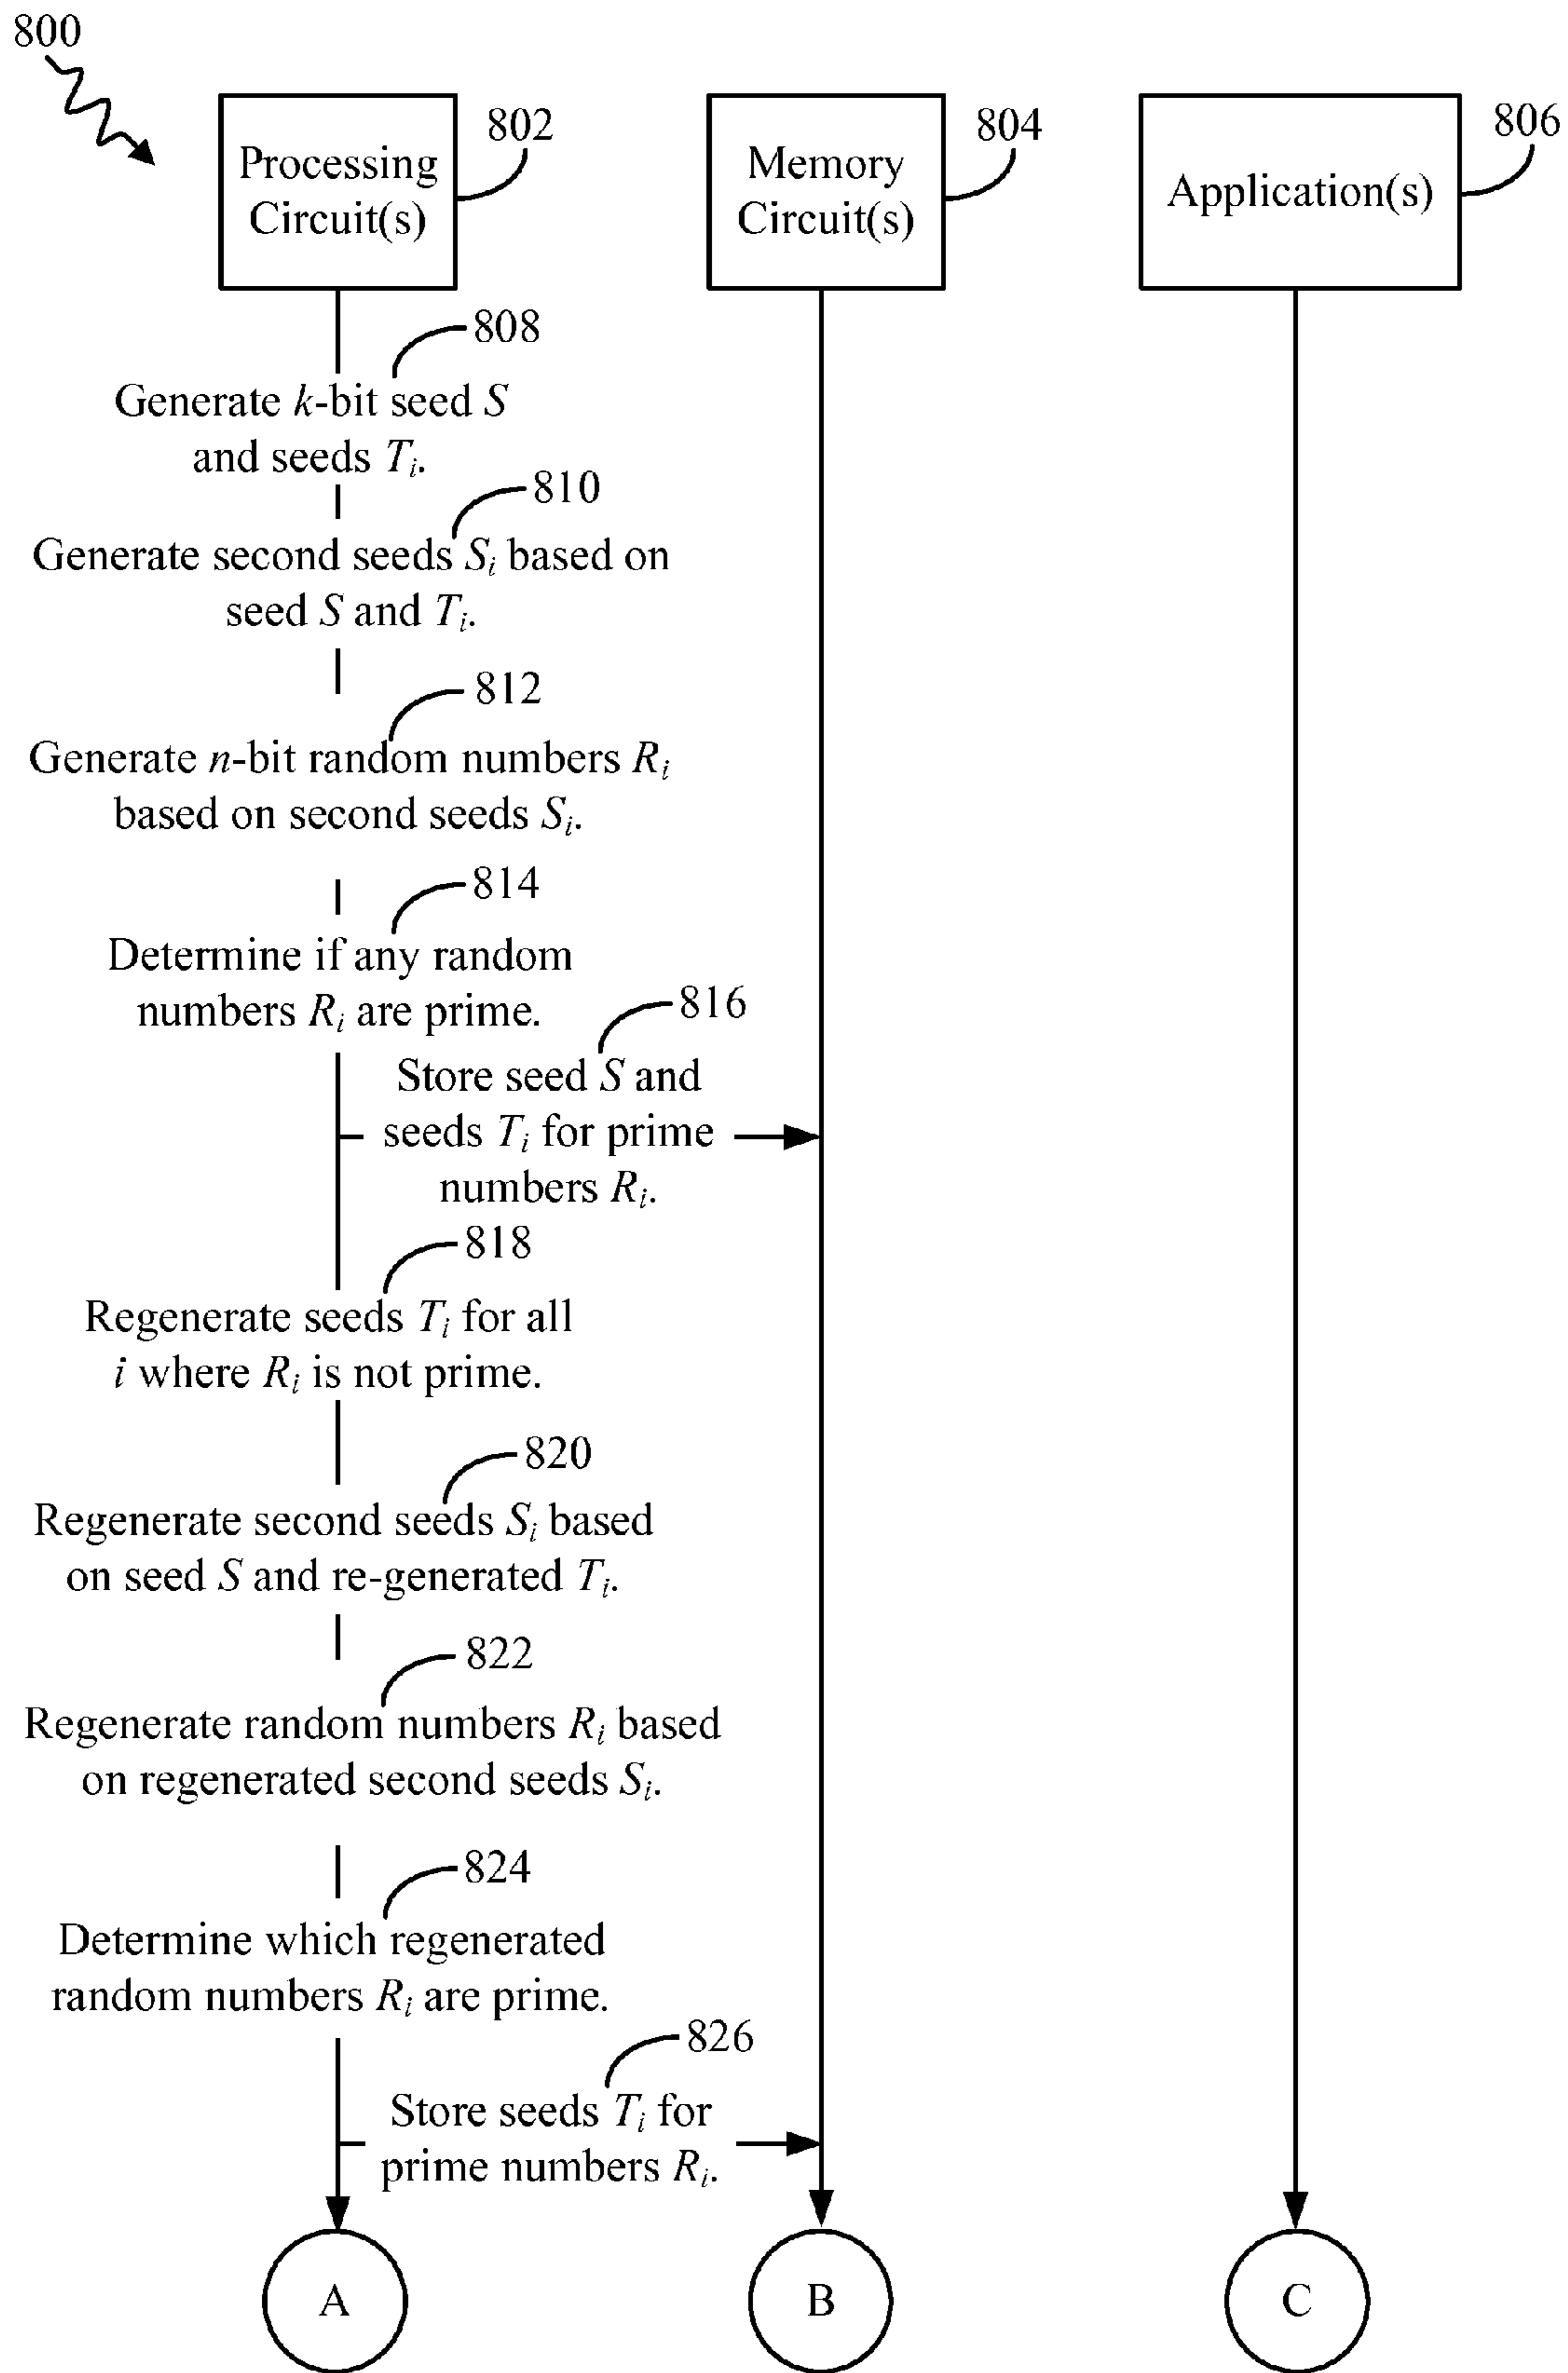 800
802
804
806
Processing
Circuit(s)
Memory
Circuit(s)
Application(s)
808
Generate k-bit seed S
and seeds Tᵢ.
810
Generate second seeds Sᵢ based on
seed S and Tᵢ.
812
Generate n-bit random numbers Rᵢ
based on second seeds Sᵢ.
814
Determine if any random
numbers Rᵢ are prime.
816
Store seed S and
seeds Tᵢ for prime
numbers Rᵢ.
818
Regenerate seeds Tᵢ for all
i where Rᵢ is not prime.
820
Regenerate second seeds Sᵢ based
on seed S and re-generated Tᵢ.
822
Regenerate random numbers Rᵢ based
on regenerated second seeds Sᵢ.
824
Determine which regenerated
random numbers Rᵢ are prime.
826
Store seeds Tᵢ for
prime numbers Rᵢ.
A
B
C